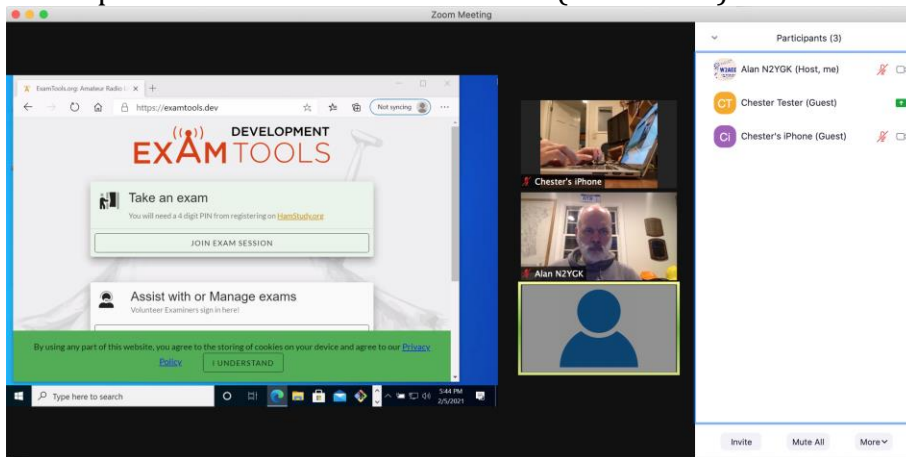 Zoom Meeting
Participants (3)
ExamTools.org: Amateur Radio
https://examtools.dev
Not syncing
DEVELOPMENT
EXAMTOOLS
Take an exam
You will need a 4 digit PIN from registering on HamStudy.org
JOIN EXAM SESSION
Assist with or Manage exams
Volunteer Examiners sign in here!
By using any part of this website, you agree to the storing of cookies on your device and agree to our Privacy
Policy
I UNDERSTAND
Type here to search
5:44 PM
2/5/2021
Chester's iPhone
Alan N2YGK
Alan N2YGK (Host, me)
CT
Chester Tester (Guest)
Ci
Chester's iPhone (Guest)
Invite
Mute All
More